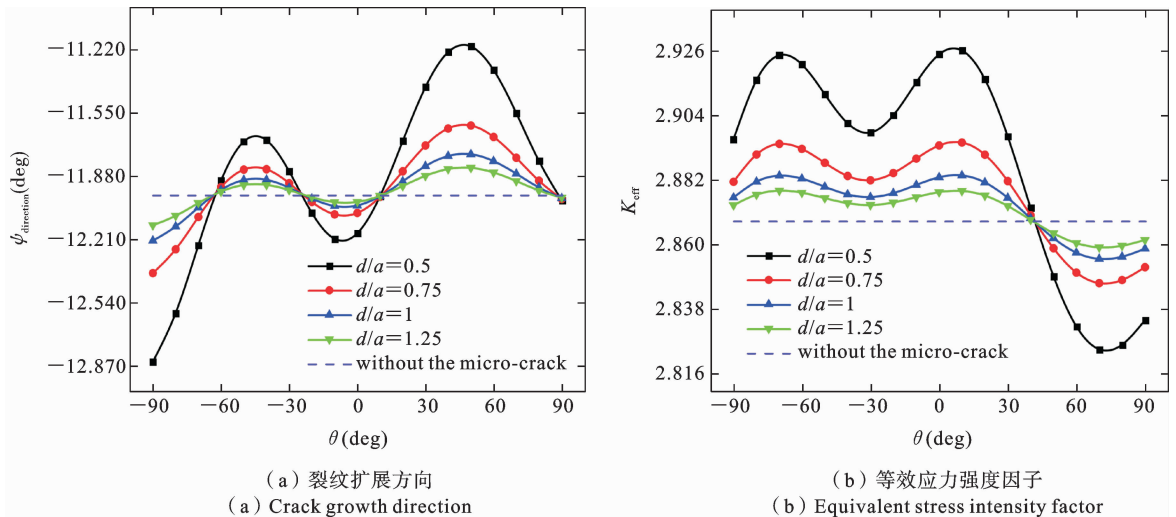 −11.220
−11.550
−11.880
−12.210
−12.540
−12.870
ψdirection(deg)
d/a=0.5
d/a=0.75
d/a=1
d/a=1.25
without the micro-crack
−90 −60 −30 0 30 60 90
θ(deg)
(a)裂纹扩展方向
(a) Crack growth direction
2.926
2.904
2.882
2.860
2.838
2.816
Keff
d/a=0.5
d/a=0.75
d/a=1
d/a=1.25
without the micro-crack
−90 −60 −30 0 30 60 90
θ(deg)
(b)等效应力强度因子
(b) Equivalent stress intensity factor